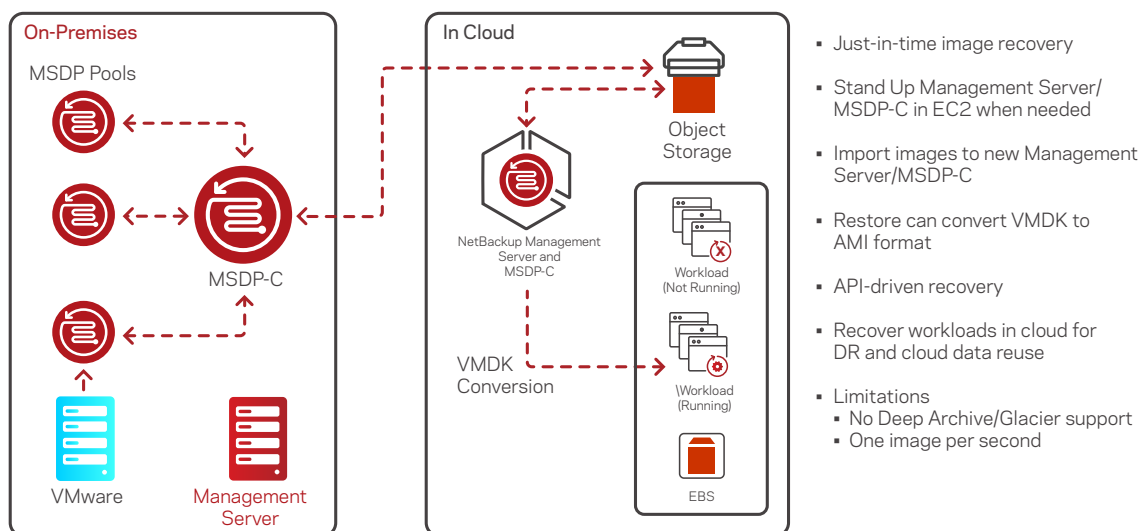 On-Premises
MSDP Pools
MSDP-C
VMware
Management
Server
In Cloud
Object
Storage
NetBackup Management
Server and
MSDP-C
VMDK
Conversion
Workload
(Not Running)
\Workload
(Running)
EBS
▪ Just-in-time image recovery
▪ Stand Up Management Server/
MSDP-C in EC2 when needed
▪ Import images to new Management
Server/MSDP-C
▪ Restore can convert VMDK to
AMI format
▪ API-driven recovery
▪ Recover workloads in cloud for
DR and cloud data reuse
▪ Limitations
▪ No Deep Archive/Glacier support
▪ One image per second